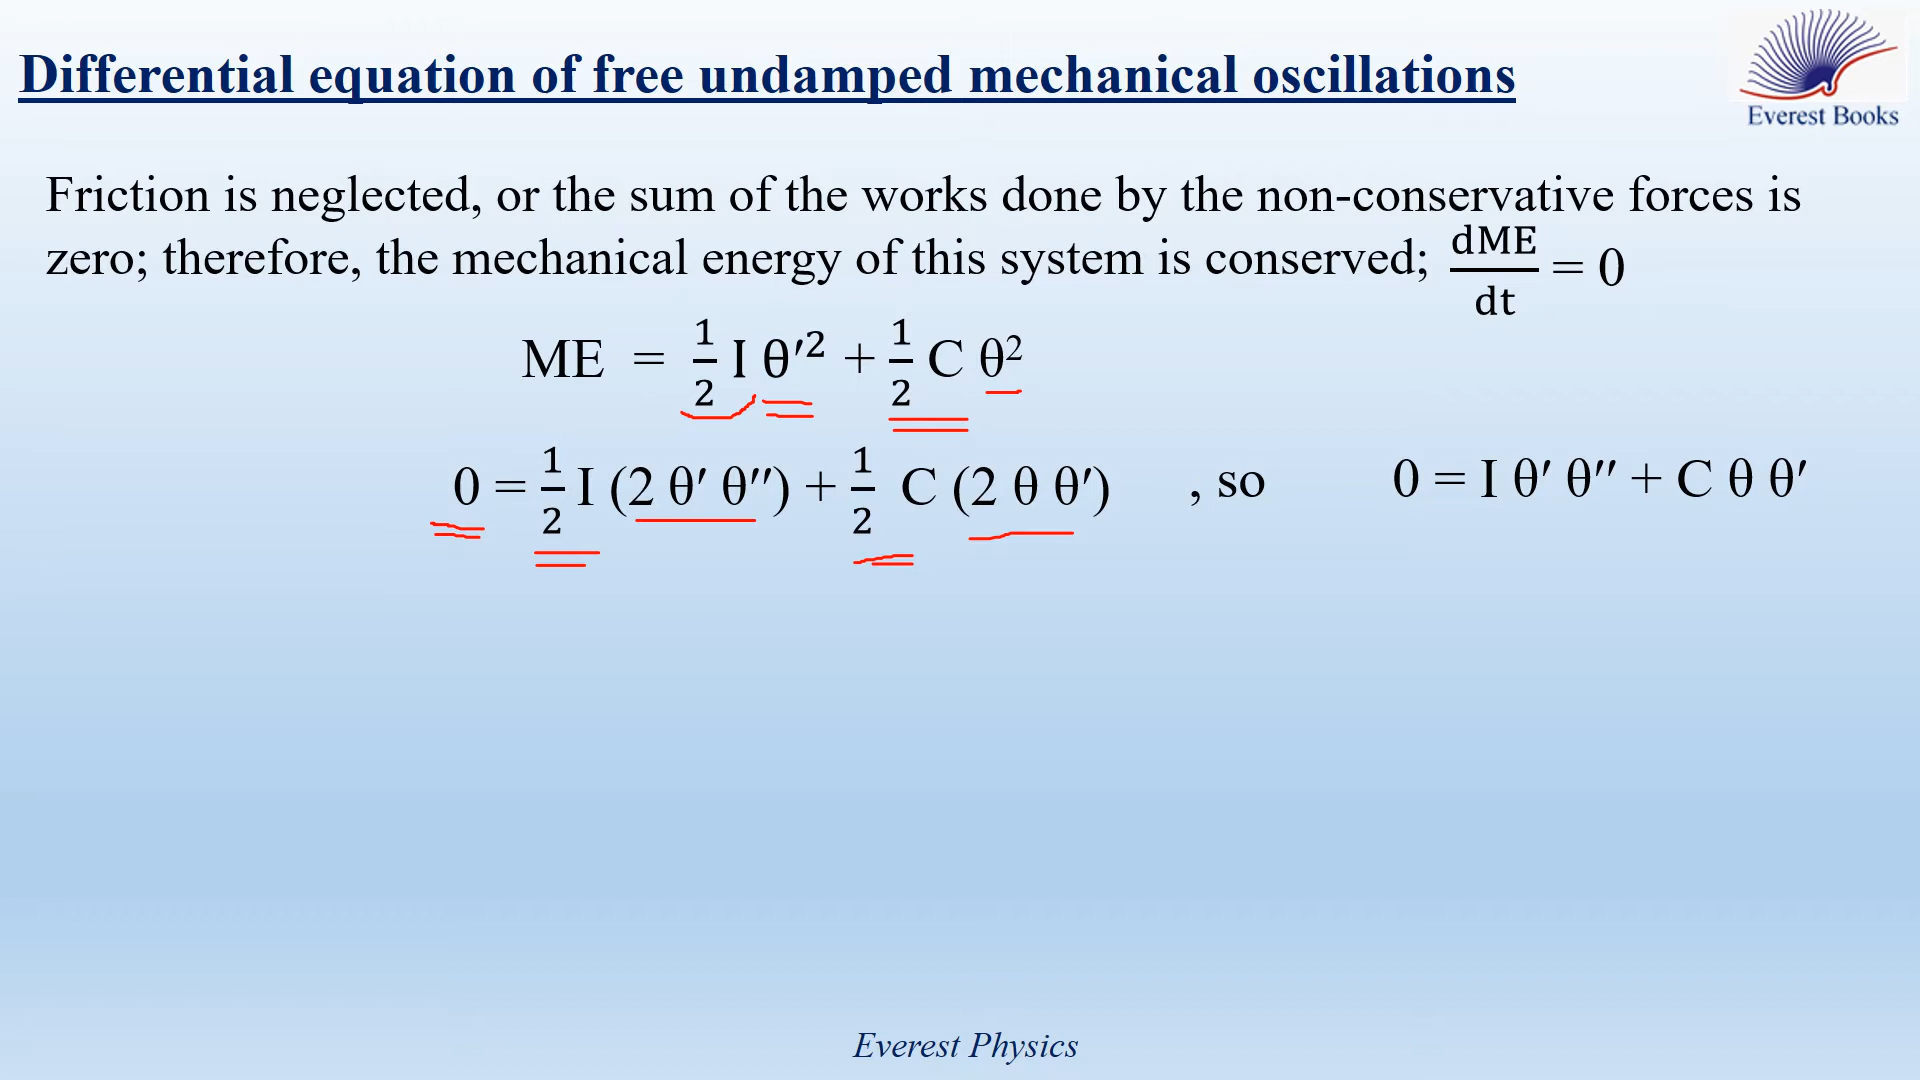 Differential equation of free undamped mechanical oscillations
Everest Books
Friction is neglected, or the sum of the works done by the non-conservative forces is
zero; therefore, the mechanical energy of this system is conserved; dME/dt = 0
ME = 1/2 I θ′² + 1/2 C θ²
0 = 1/2 I (2 θ′ θ″) + 1/2 C (2 θ θ′) , so 0 = I θ′ θ″ + C θ θ′
Everest Physics